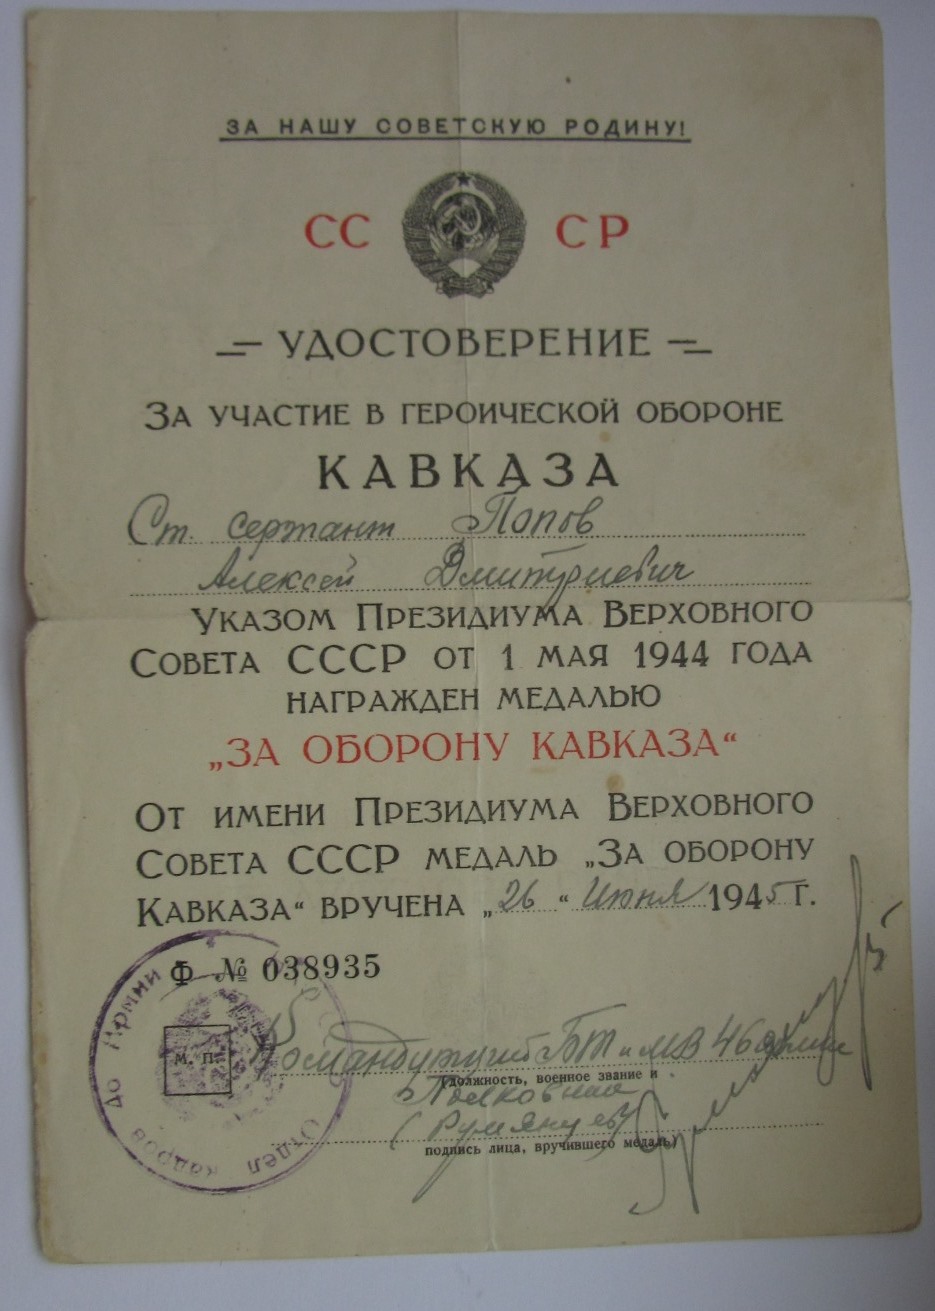 ЗА НАШУ СОВЕТСКУЮ РОДИНУ!
СС СР
УДОСТОВЕРЕНИЕ
ЗА УЧАСТИЕ В ГЕРОИЧЕСКОЙ ОБОРОНЕ
КАВКАЗА
Ст. сержант Попов
Алексей Дмитриевич
УКАЗОМ ПРЕЗИДИУМА ВЕРХОВНОГО
СОВЕТА СССР ОТ 1 МАЯ 1944 ГОДА
НАГРАЖДЕН МЕДАЛЬЮ
„ЗА ОБОРОНУ КАВКАЗА“
ОТ ИМЕНИ ПРЕЗИДИУМА ВЕРХОВНОГО
СОВЕТА СССР МЕДАЛЬ „ЗА ОБОРОНУ
КАВКАЗА“ ВРУЧЕНА „26“ Июня 1945 Г.
Ф № 038935
Отдел кадров
Армии
м. п.
Командующий БТ и МВ 46 армии
(должность, военное звание и
Полковник
(Румянцев)
подпись лица, вручившего медаль)